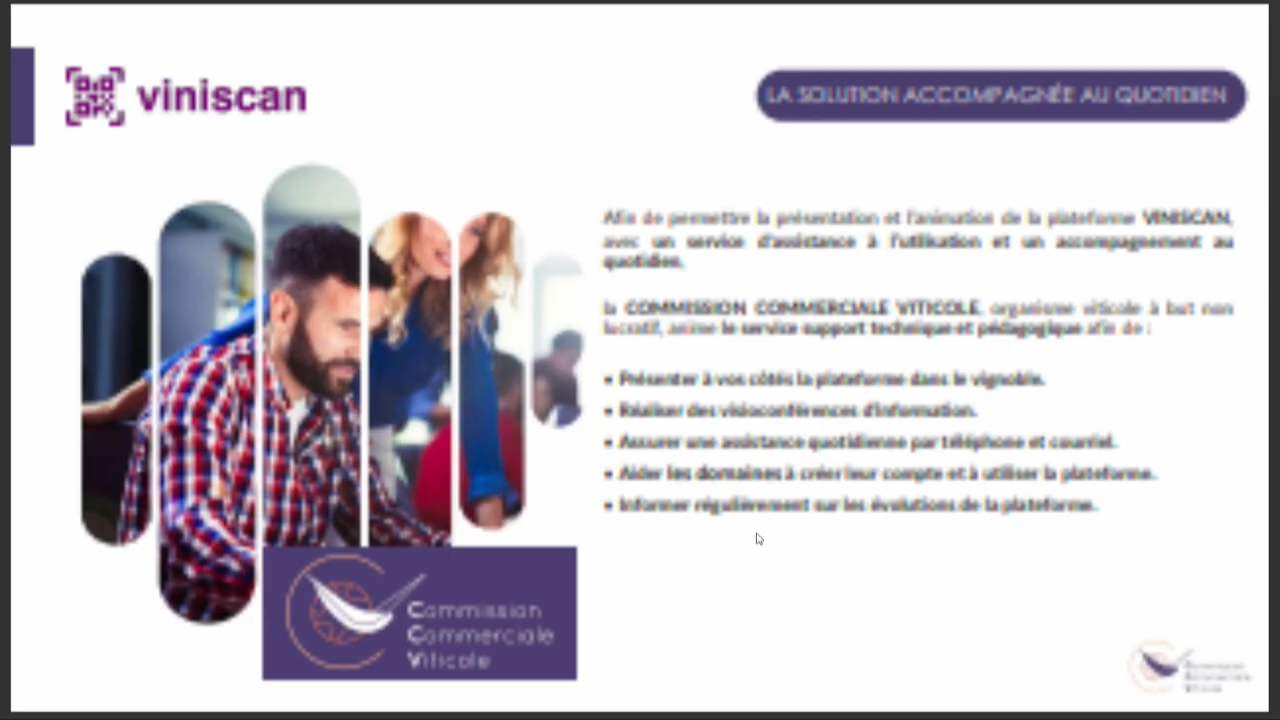 viniscan
LA SOLUTION ACCOMPAGNÉE AU QUOTIDIEN
Afin de permettre la présentation et l'animation de la plateforme VINISCAN,
avec un service d'assistance à l'utilisation et un accompagnement au
quotidien,
la COMMISSION COMMERCIALE VITICOLE, organisme viticole à but non
lucratif, anime le service support technique et pédagogique afin de :
• Présenter à vos côtés la plateforme dans le vignoble.
• Réaliser des visioconférences d'information.
• Assurer une assistance quotidienne par téléphone et courriel.
• Aider les domaines à créer leur compte et à utiliser la plateforme.
• Informer régulièrement sur les évolutions de la plateforme.
Commission
Commerciale
Viticole
Commission
Commerciale
Viticole